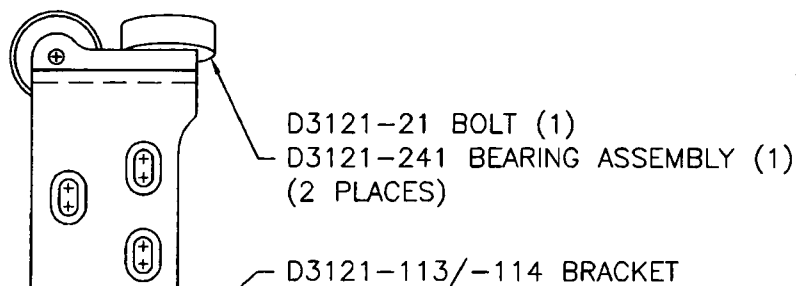 D3121-21 BOLT (1)
D3121-241 BEARING ASSEMBLY (1)
(2 PLACES)
D3121-113/-114 BRACKET